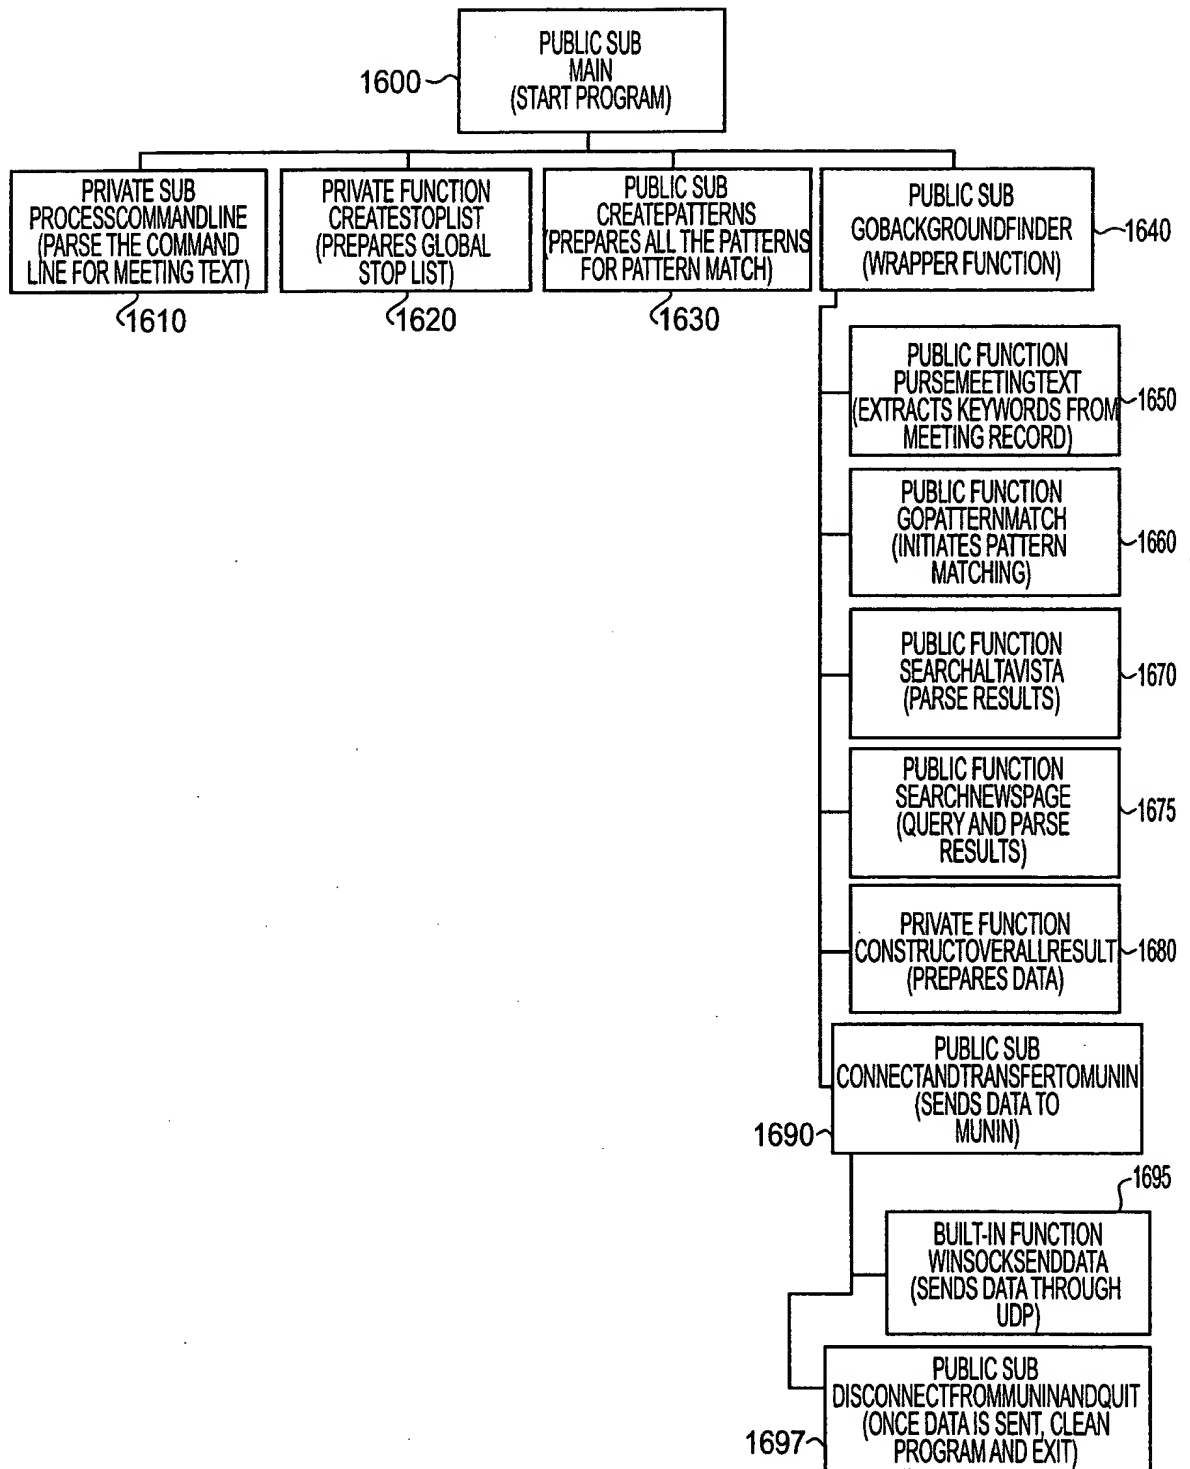 PUBLIC SUB
MAIN
(START PROGRAM)
1600
PRIVATE SUB
PROCESSCOMMANDLINE
(PARSE THE COMMAND
LINE FOR MEETING TEXT)
1610
PRIVATE FUNCTION
CREATESTOPLIST
(PREPARES GLOBAL
STOP LIST)
1620
PUBLIC SUB
CREATEPATTERNS
(PREPARES ALL THE PATTERNS
FOR PATTERN MATCH)
1630
PUBLIC SUB
GOBACKGROUNDFINDER
(WRAPPER FUNCTION)
1640
PUBLIC FUNCTION
PURSEMEETINGTEXT
(EXTRACTS KEYWORDS FROM
MEETING RECORD)
1650
PUBLIC FUNCTION
GOPATTERNMATCH
(INITIATES PATTERN
MATCHING)
1660
PUBLIC FUNCTION
SEARCHALTAVISTA
(PARSE RESULTS)
1670
PUBLIC FUNCTION
SEARCHNEWSPAGE
(QUERY AND PARSE
RESULTS)
1675
PRIVATE FUNCTION
CONSTRUCTOVERALLRESULT
(PREPARES DATA)
1680
PUBLIC SUB
CONNECTANDTRANSFERTOMUNIN
(SENDS DATA TO
MUNIN)
1690
1695
BUILT-IN FUNCTION
WINSOCKSENDDATA
(SENDS DATA THROUGH
UDP)
PUBLIC SUB
DISCONNECTFROMMUNINANDQUIT
(ONCE DATA IS SENT, CLEAN
PROGRAM AND EXIT)
1697